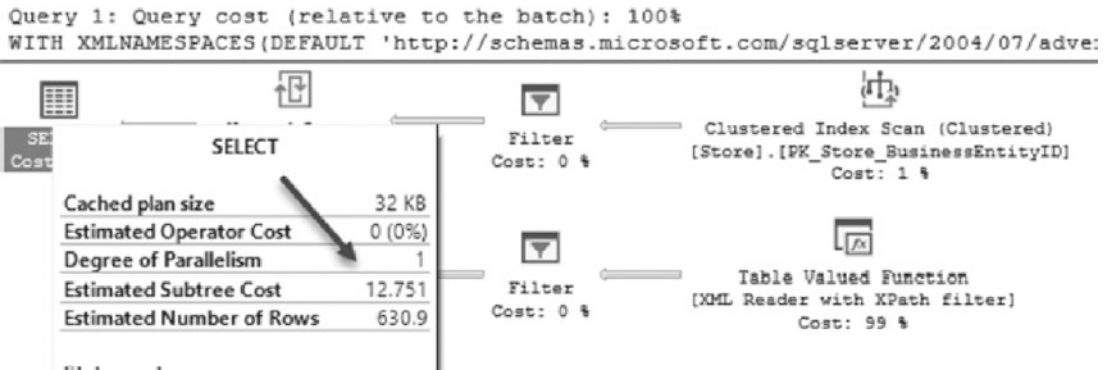 Query 1: Query cost (relative to the batch): 100%
WITH XMLNAMESPACES(DEFAULT 'http://schemas.microsoft.com/sqlserver/2004/07/adve
SE
Cost
SELECT
Cached plan size 32 KB
Estimated Operator Cost 0 (0%)
Degree of Parallelism 1
Estimated Subtree Cost 12.751
Estimated Number of Rows 630.9
Filter
Cost: 0 %
Clustered Index Scan (Clustered)
[Store].[PK_Store_BusinessEntityID]
Cost: 1 %
Filter
Cost: 0 %
Table Valued Function
[XML Reader with XPath filter]
Cost: 99 %